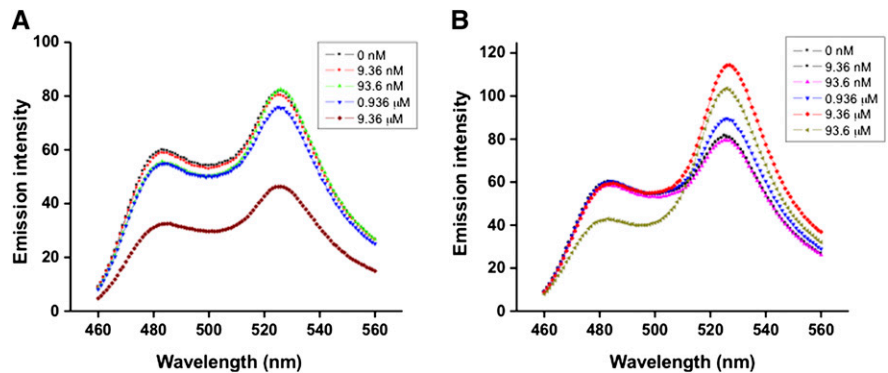 A
100
80
60
40
20
0
Emission intensity
460 480 500 520 540 560
Wavelength (nm)
0 nM
9.36 nM
93.6 nM
0.936 μM
9.36 μM
B
120
100
80
60
40
20
0
Emission intensity
460 480 500 520 540 560
Wavelength (nm)
0 nM
9.36 nM
93.6 nM
0.936 μM
9.36 μM
93.6 μM